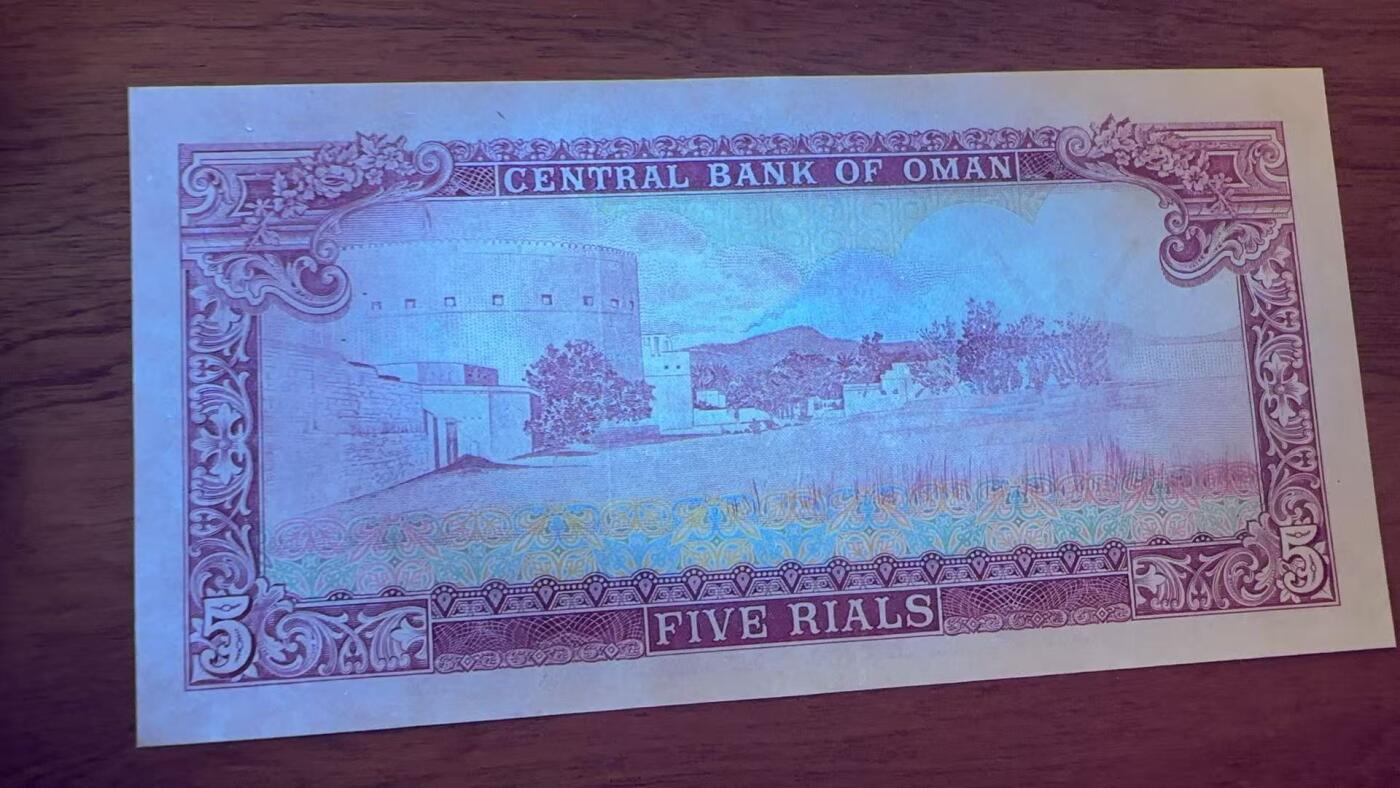 CENTRAL BANK OF OMAN
FIVE RIALS
5
5